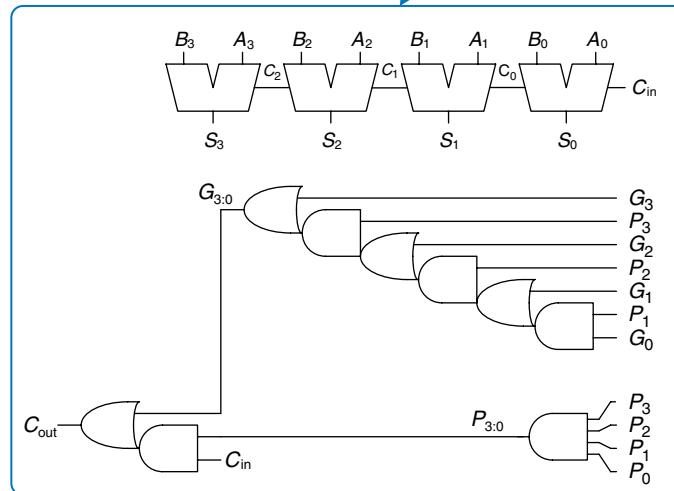 B3 A3 B2 A2 B1 A1 B0 A0
C2 C1 C0 Cin
S3 S2 S1 S0
G3:0 G3
P3
G2
P2
G1
P1
G0
Cout P3:0 P3
P2
P1
Cin P0